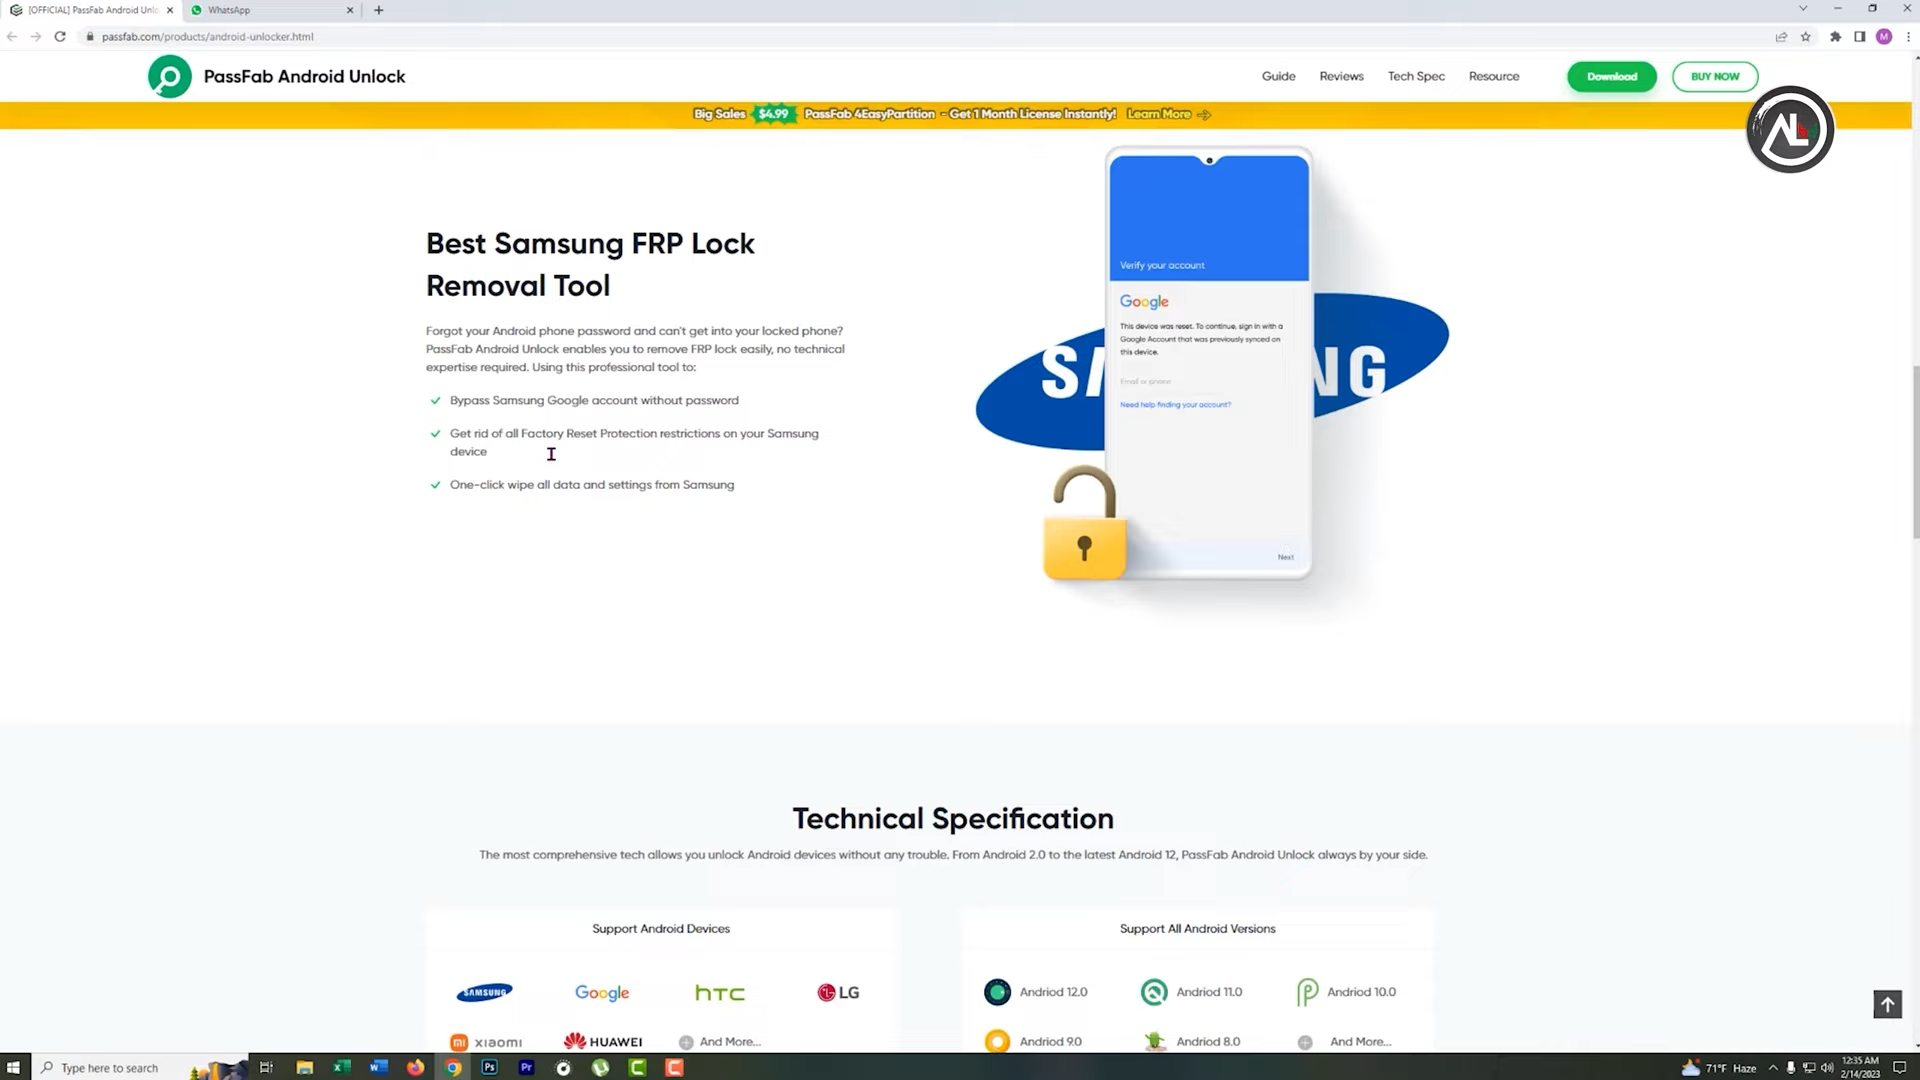 [OFFICIAL] PassFab Android Unlo
WhatsApp
passfab.com/products/android-unlocker.html
M
PassFab Android Unlock
Guide
Reviews
Tech Spec
Resource
Download
BUY NOW
Big Sales $4.99 PassFab 4EasyPartition - Get 1 Month License Instantly! Learn More
AL
Best Samsung FRP Lock
Removal Tool
Forgot your Android phone password and can't get into your locked phone?
PassFab Android Unlock enables you to remove FRP lock easily, no technical
expertise required. Using this professional tool to:
Bypass Samsung Google account without password
Get rid of all Factory Reset Protection restrictions on your Samsung
device
One-click wipe all data and settings from Samsung
Verify your account
Google
This device was reset. To continue, sign in with a
Google Account that was previously synced on
this device.
Email or phone
Need help finding your account?
Next
SA
NG
Technical Specification
The most comprehensive tech allows you unlock Android devices without any trouble. From Android 2.0 to the latest Android 12, PassFab Android Unlock always by your side.
Support Android Devices
SAMSUNG
Google
hTC
LG
xiaomi
HUAWEI
And More...
Support All Android Versions
Andriod 12.0
Andriod 11.0
Andriod 10.0
Andriod 9.0
Andriod 8.0
And More...
Type here to search
Ps
Pr
71°F Haze
12:35 AM
2/14/2023